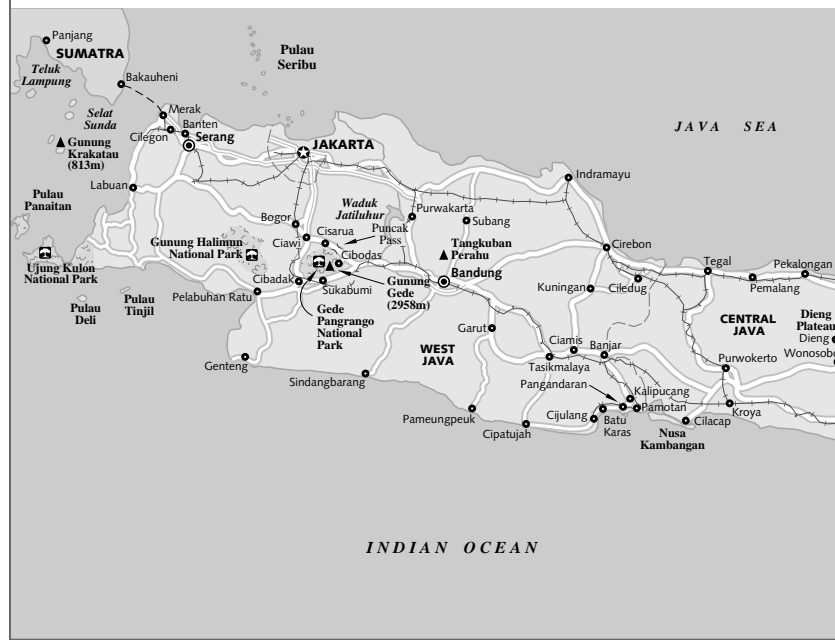 Panjang
SUMATRA
Teluk
Lampung
Bakauheni
Pulau
Seribu
Selat
Sunda
Merak
Banten
Cilegon
Serang
Gunung
Krakatau
(813m)
JAKARTA
JAVA SEA
Labuan
Pulau
Panaitan
Indramayu
Waduk
Jatiluhur
Purwakarta
Subang
Bogor
Puncak
Pass
Ciawi
Cisarua
Gunung Halimun
National Park
Cibodas
Tangkuban
Perahu
Cirebon
Ujung Kulon
National Park
Bandung
Tegal
Pekalongan
Cibadak
Sukabumi
Gunung
Gede
(2958m)
Kuningan
Ciledug
Pemalang
Pelabuhan Ratu
Pulau
Deli
Pulau
Tinjil
Gede
Pangrango
National
Park
Garut
CENTRAL
JAVA
Dieng
Plateau
Dieng
Wonosobo
WEST
JAVA
Ciamis
Banjar
Tasikmalaya
Purwokerto
Genteng
Sindangbarang
Pangandaran
Kalipucang
Pamotan
Kroya
Pameungpeuk
Cijulang
Batu
Karas
Cilacap
Cipatujah
Nusa
Kambangan
INDIAN OCEAN